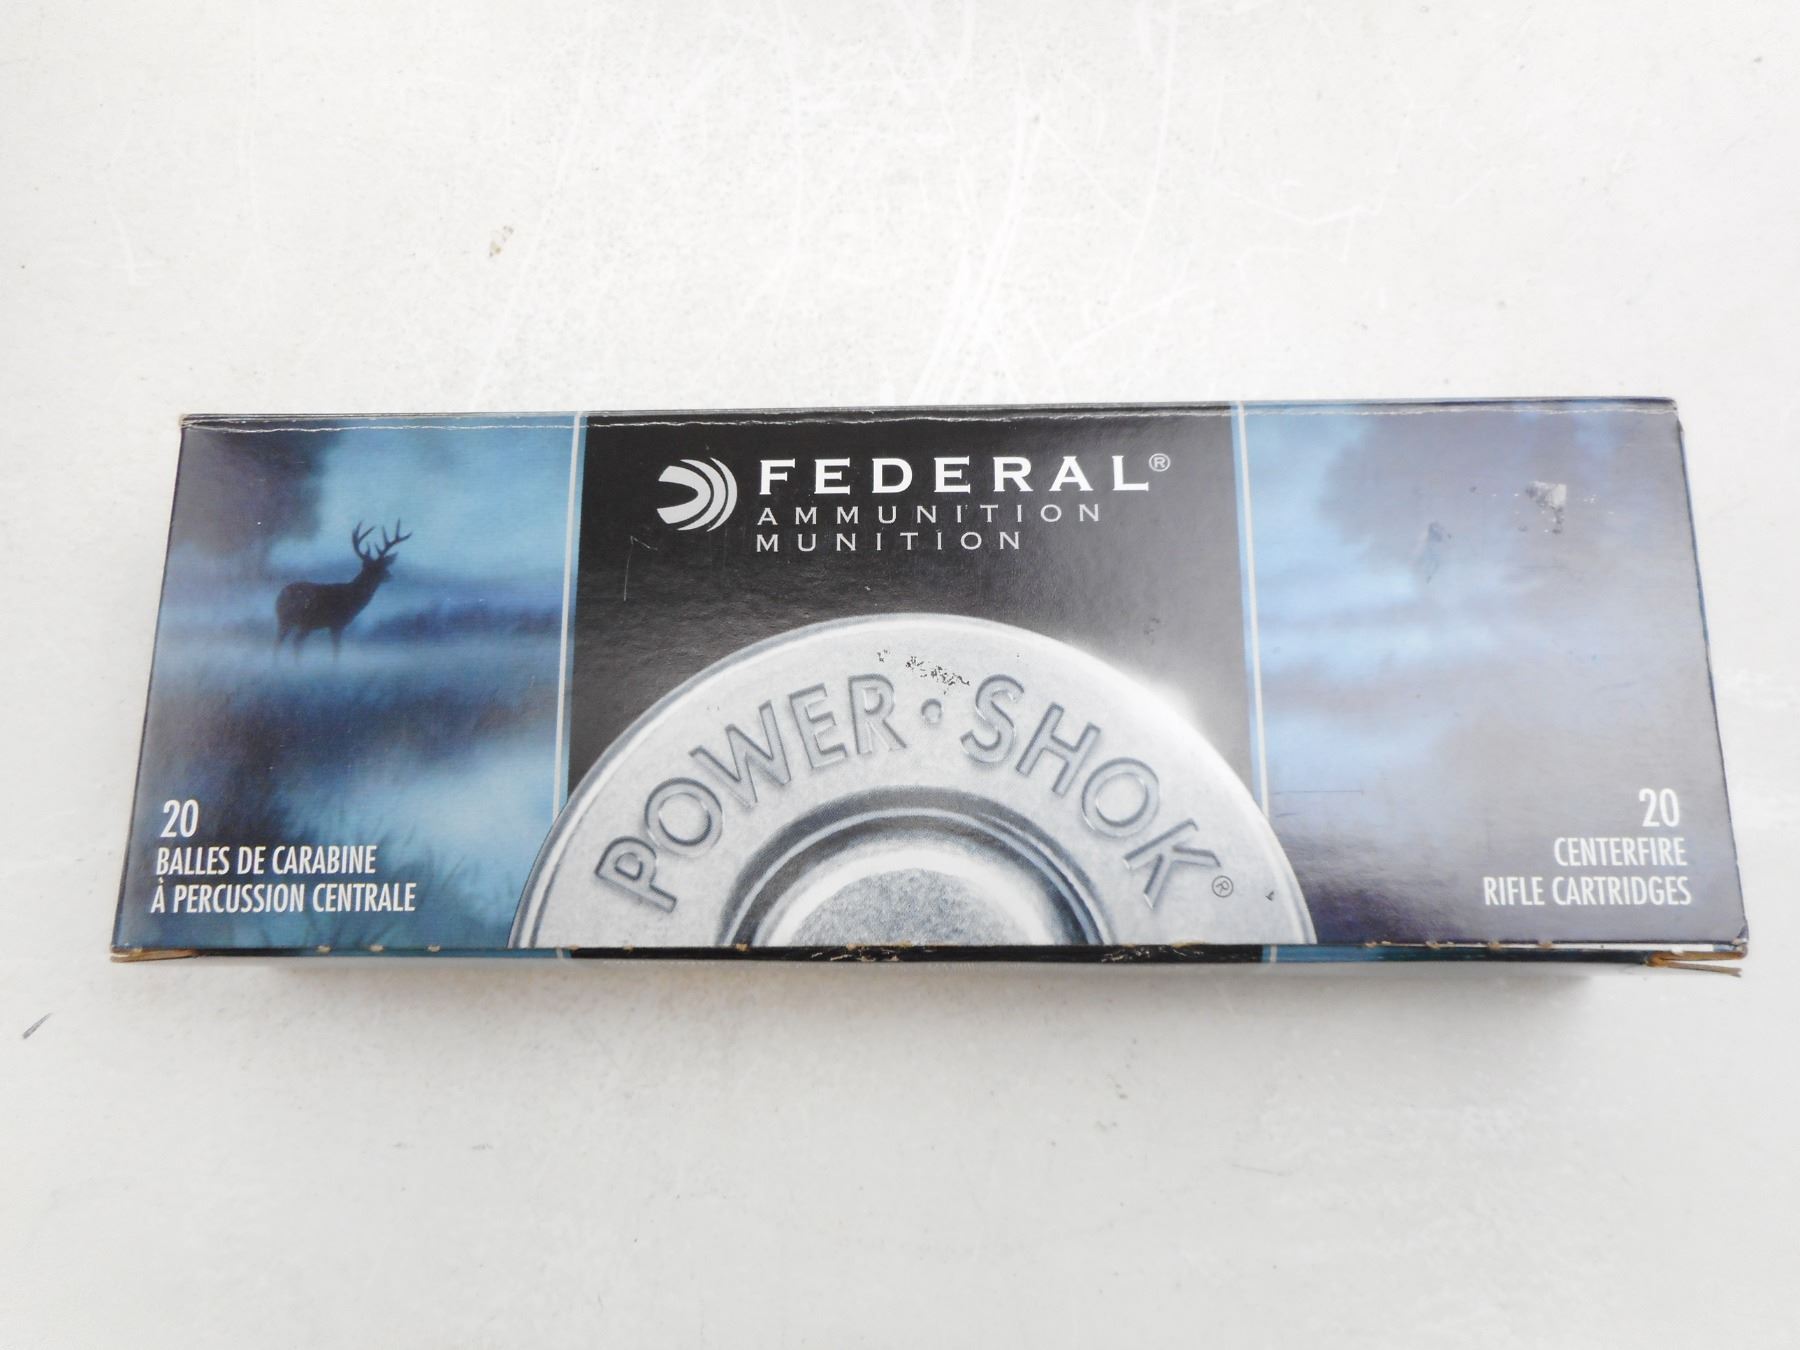 FEDERAL®
AMMUNITION
MUNITION
POWER·SHOK®
20
BALLES DE CARABINE
À PERCUSSION CENTRALE
20
CENTERFIRE
RIFLE CARTRIDGES